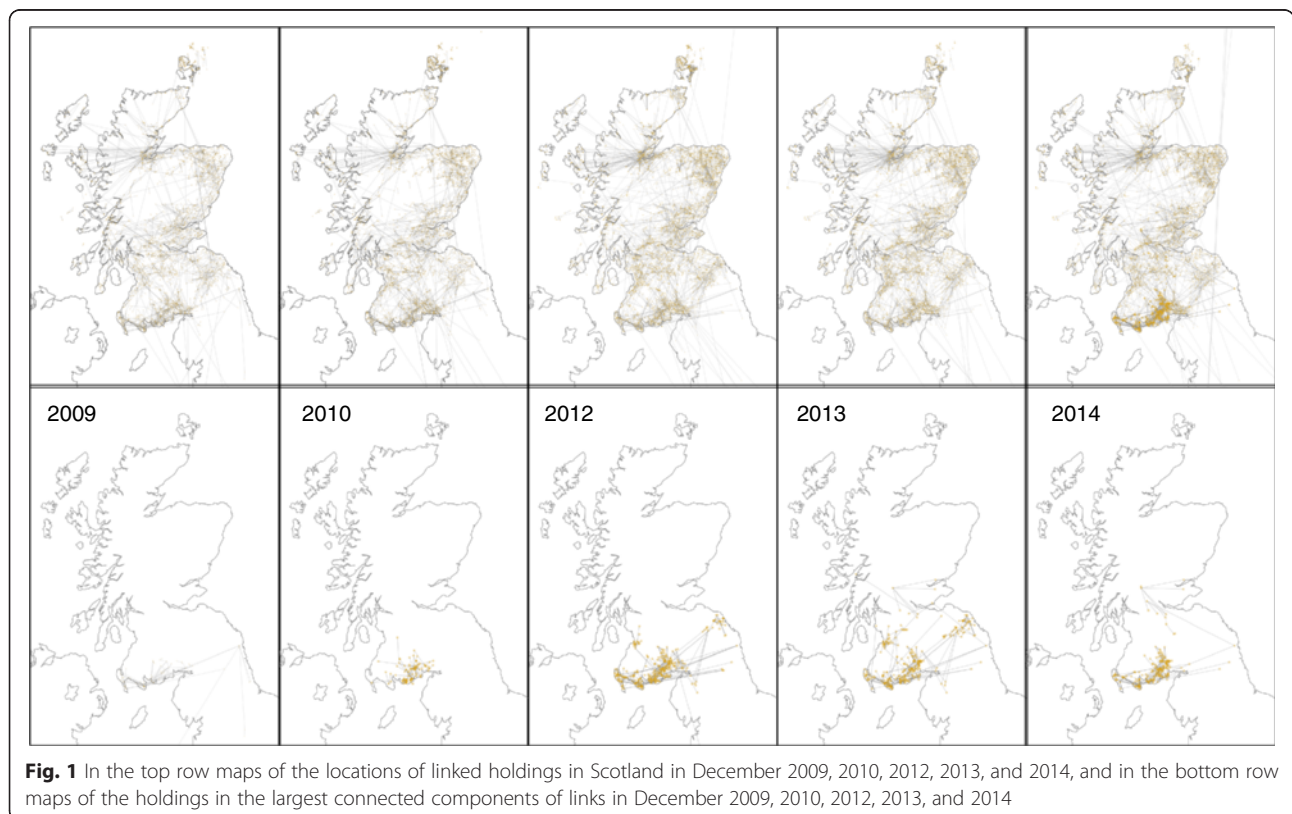 2009
2010
2012
2013
2014
Fig. 1 In the top row maps of the locations of linked holdings in Scotland in December 2009, 2010, 2012, 2013, and 2014, and in the bottom row
maps of the holdings in the largest connected components of links in December 2009, 2010, 2012, 2013, and 2014